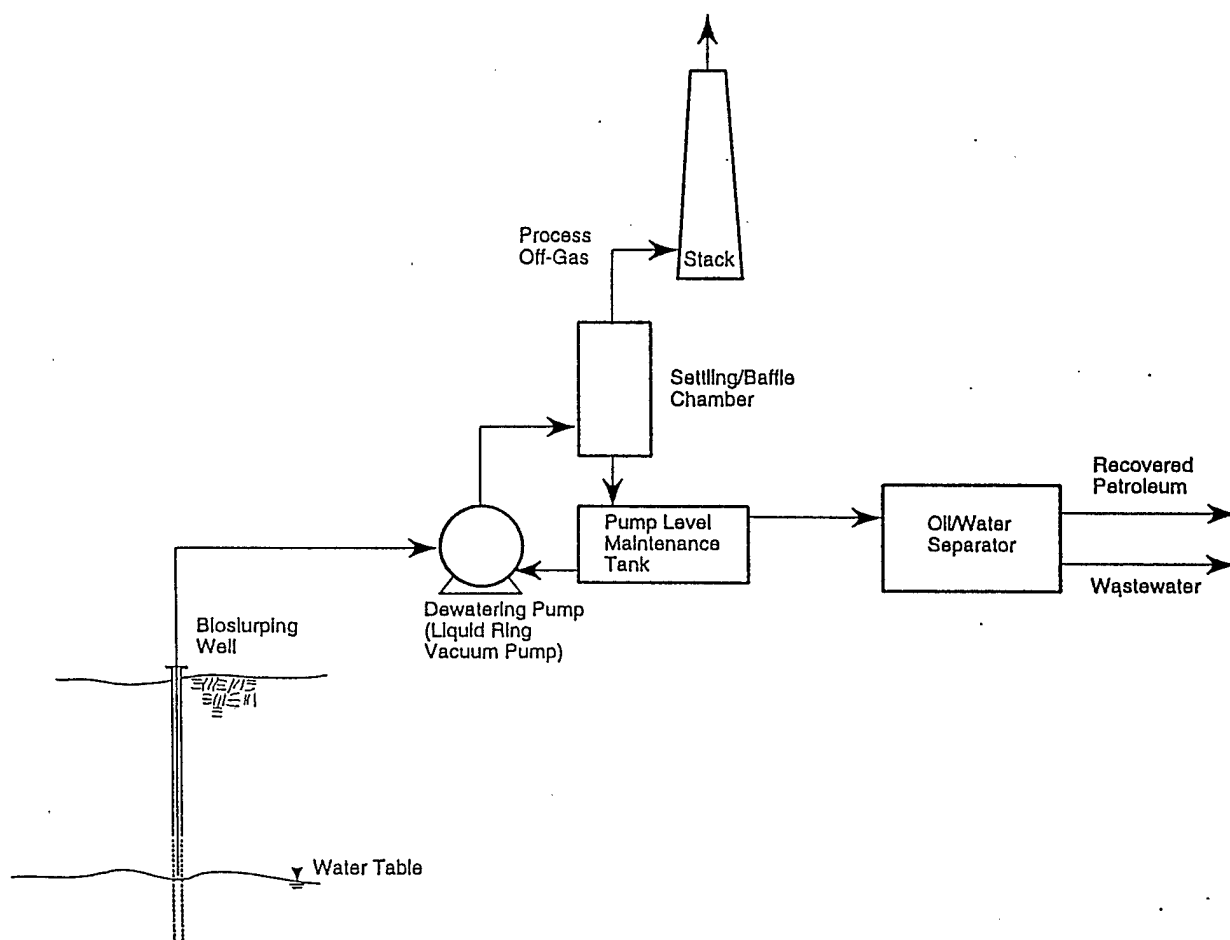 Process
Off-Gas
Stack
Settling/Baffle
Chamber
Recovered
Petroleum
Pump Level
Maintenance
Tank
Oil/Water
Separator
Wastewater
Dewatering Pump
(Liquid Ring
Vacuum Pump)
Bioslurping
Well
Water Table